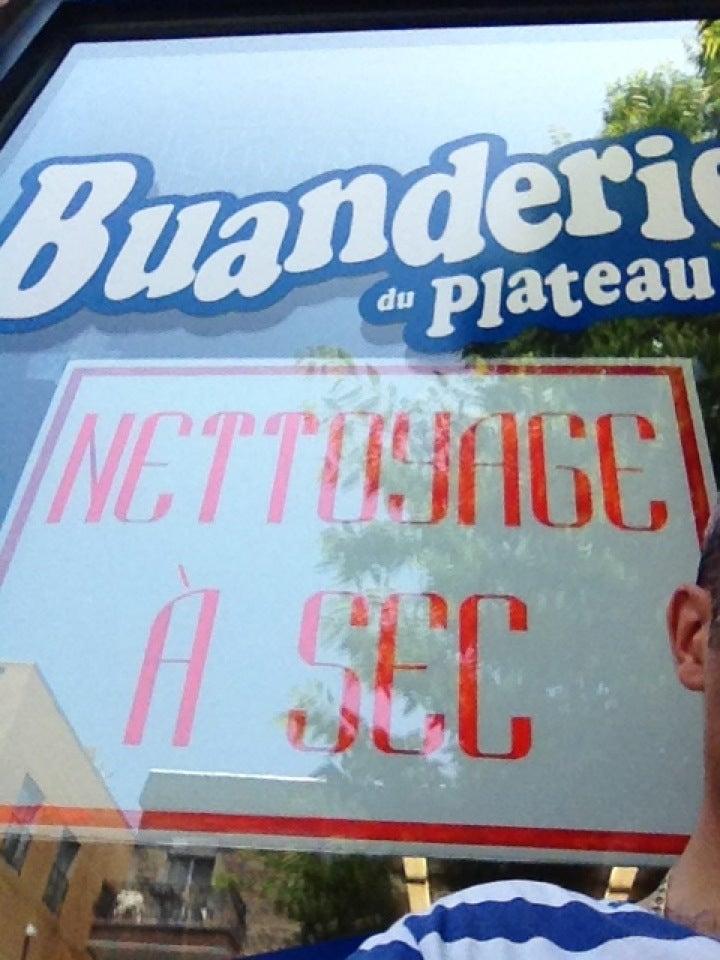 Buanderie
du Plateau
NETTOYAGE
À SEC